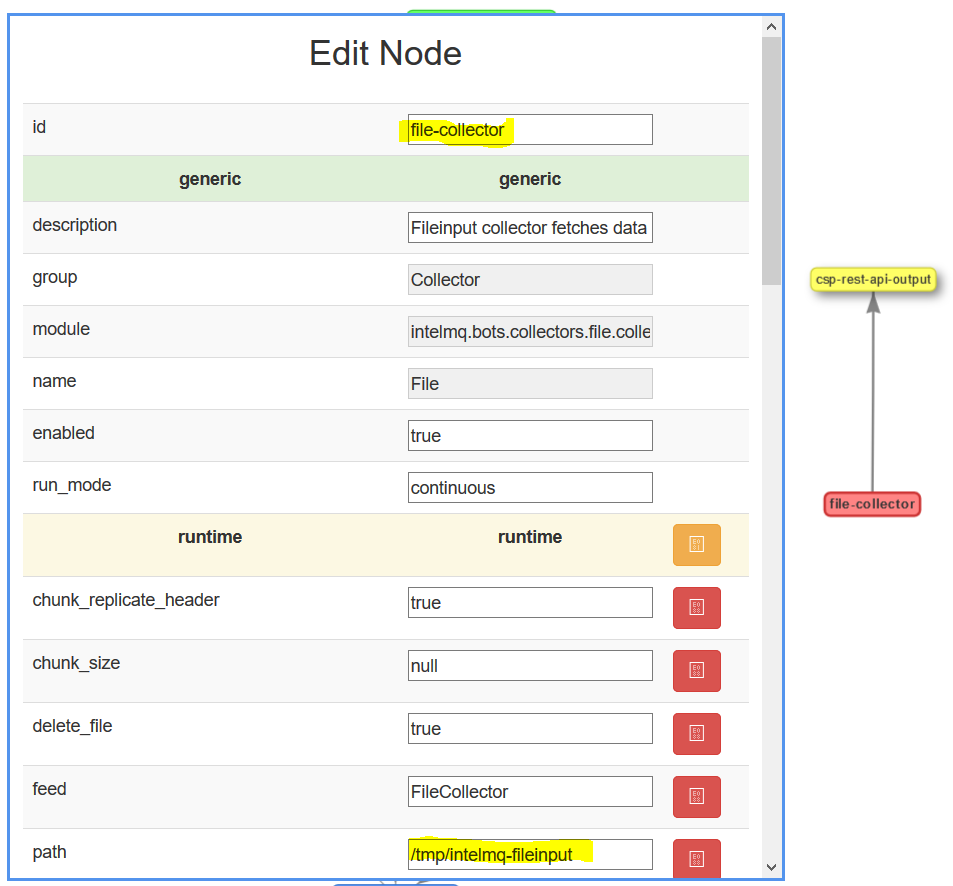 Edit Node
id file-collector
generic generic
description Fileinput collector fetches data
group Collector
module intelmq.bots.collectors.file.colle
name File
enabled true
run_mode continuous
runtime runtime
chunk_replicate_header true
chunk_size null
delete_file true
feed FileCollector
path /tmp/intelmq-fileinput
csp-rest-api-output
file-collector